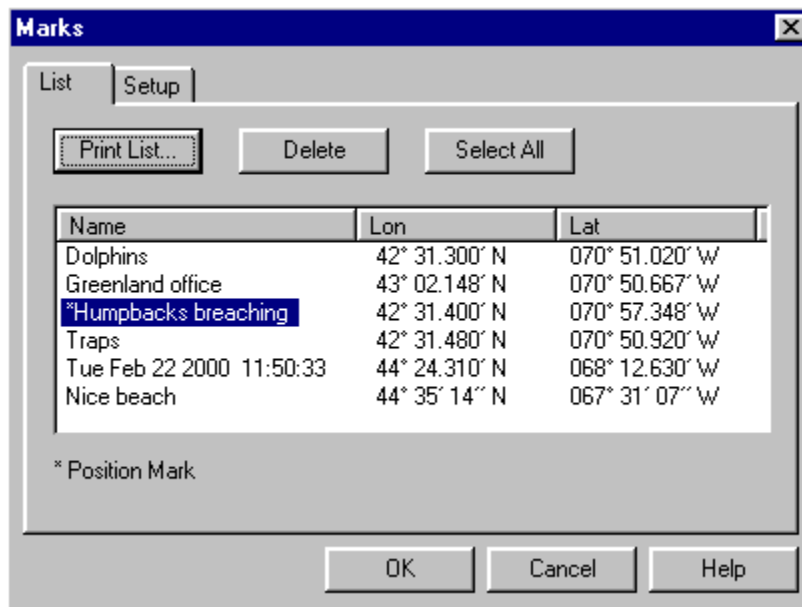 Marks
List Setup
Print List... Delete Select All
Name Lon Lat
Dolphins 42° 31.300´ N 070° 51.020´ W
Greenland office 43° 02.148´ N 070° 50.667´ W
*Humpbacks breaching 42° 31.400´ N 070° 57.348´ W
Traps 42° 31.480´ N 070° 50.920´ W
Tue Feb 22 2000 11:50:33 44° 24.310´ N 068° 12.630´ W
Nice beach 44° 35´ 14´´ N 067° 31´ 07´´ W
* Position Mark
OK Cancel Help